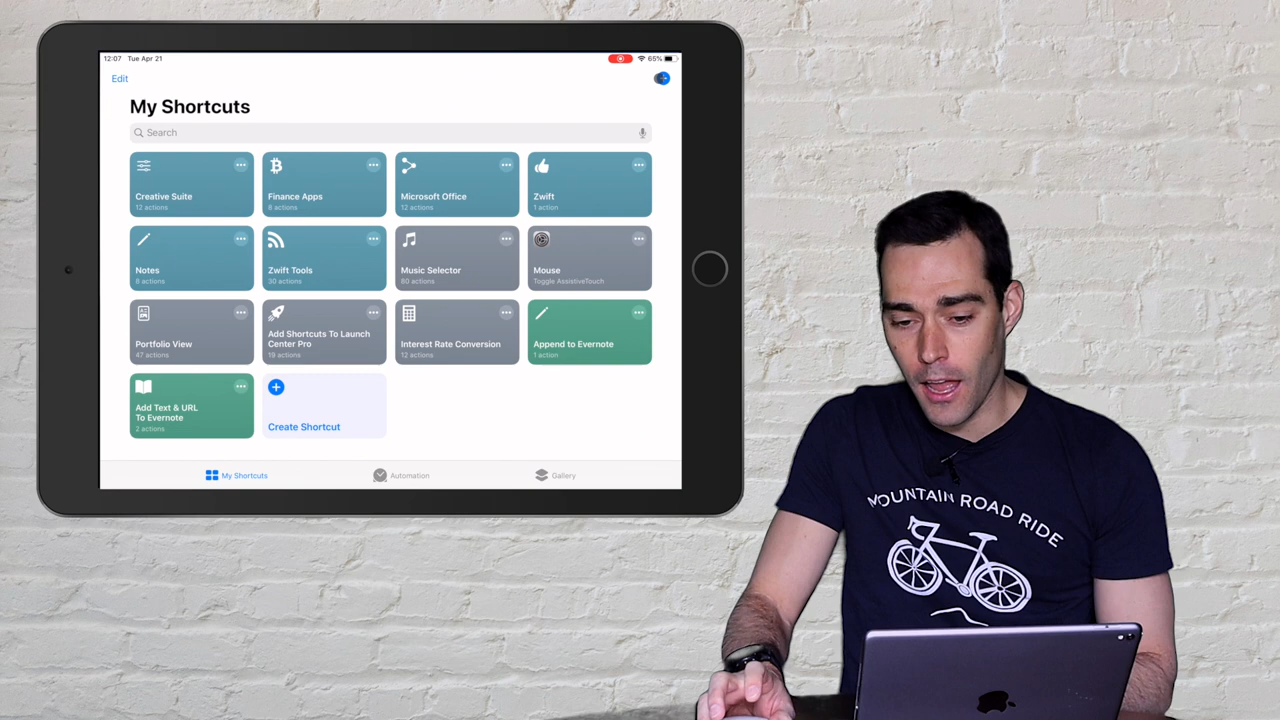 12:07 Tue Apr 21
65%
Edit
My Shortcuts
Search
Creative Suite
12 actions
Finance Apps
8 actions
Microsoft Office
12 actions
Zwift
1 action
Notes
8 actions
Zwift Tools
30 actions
Music Selector
60 actions
Mouse
Toggle AssistiveTouch
Portfolio View
47 actions
Add Shortcuts To Launch
Center Pro
19 actions
Interest Rate Conversion
12 actions
Append to Evernote
1 action
Add Text & URL
To Evernote
2 actions
Create Shortcut
My Shortcuts
Automation
Gallery
MOUNTAIN ROAD RIDE